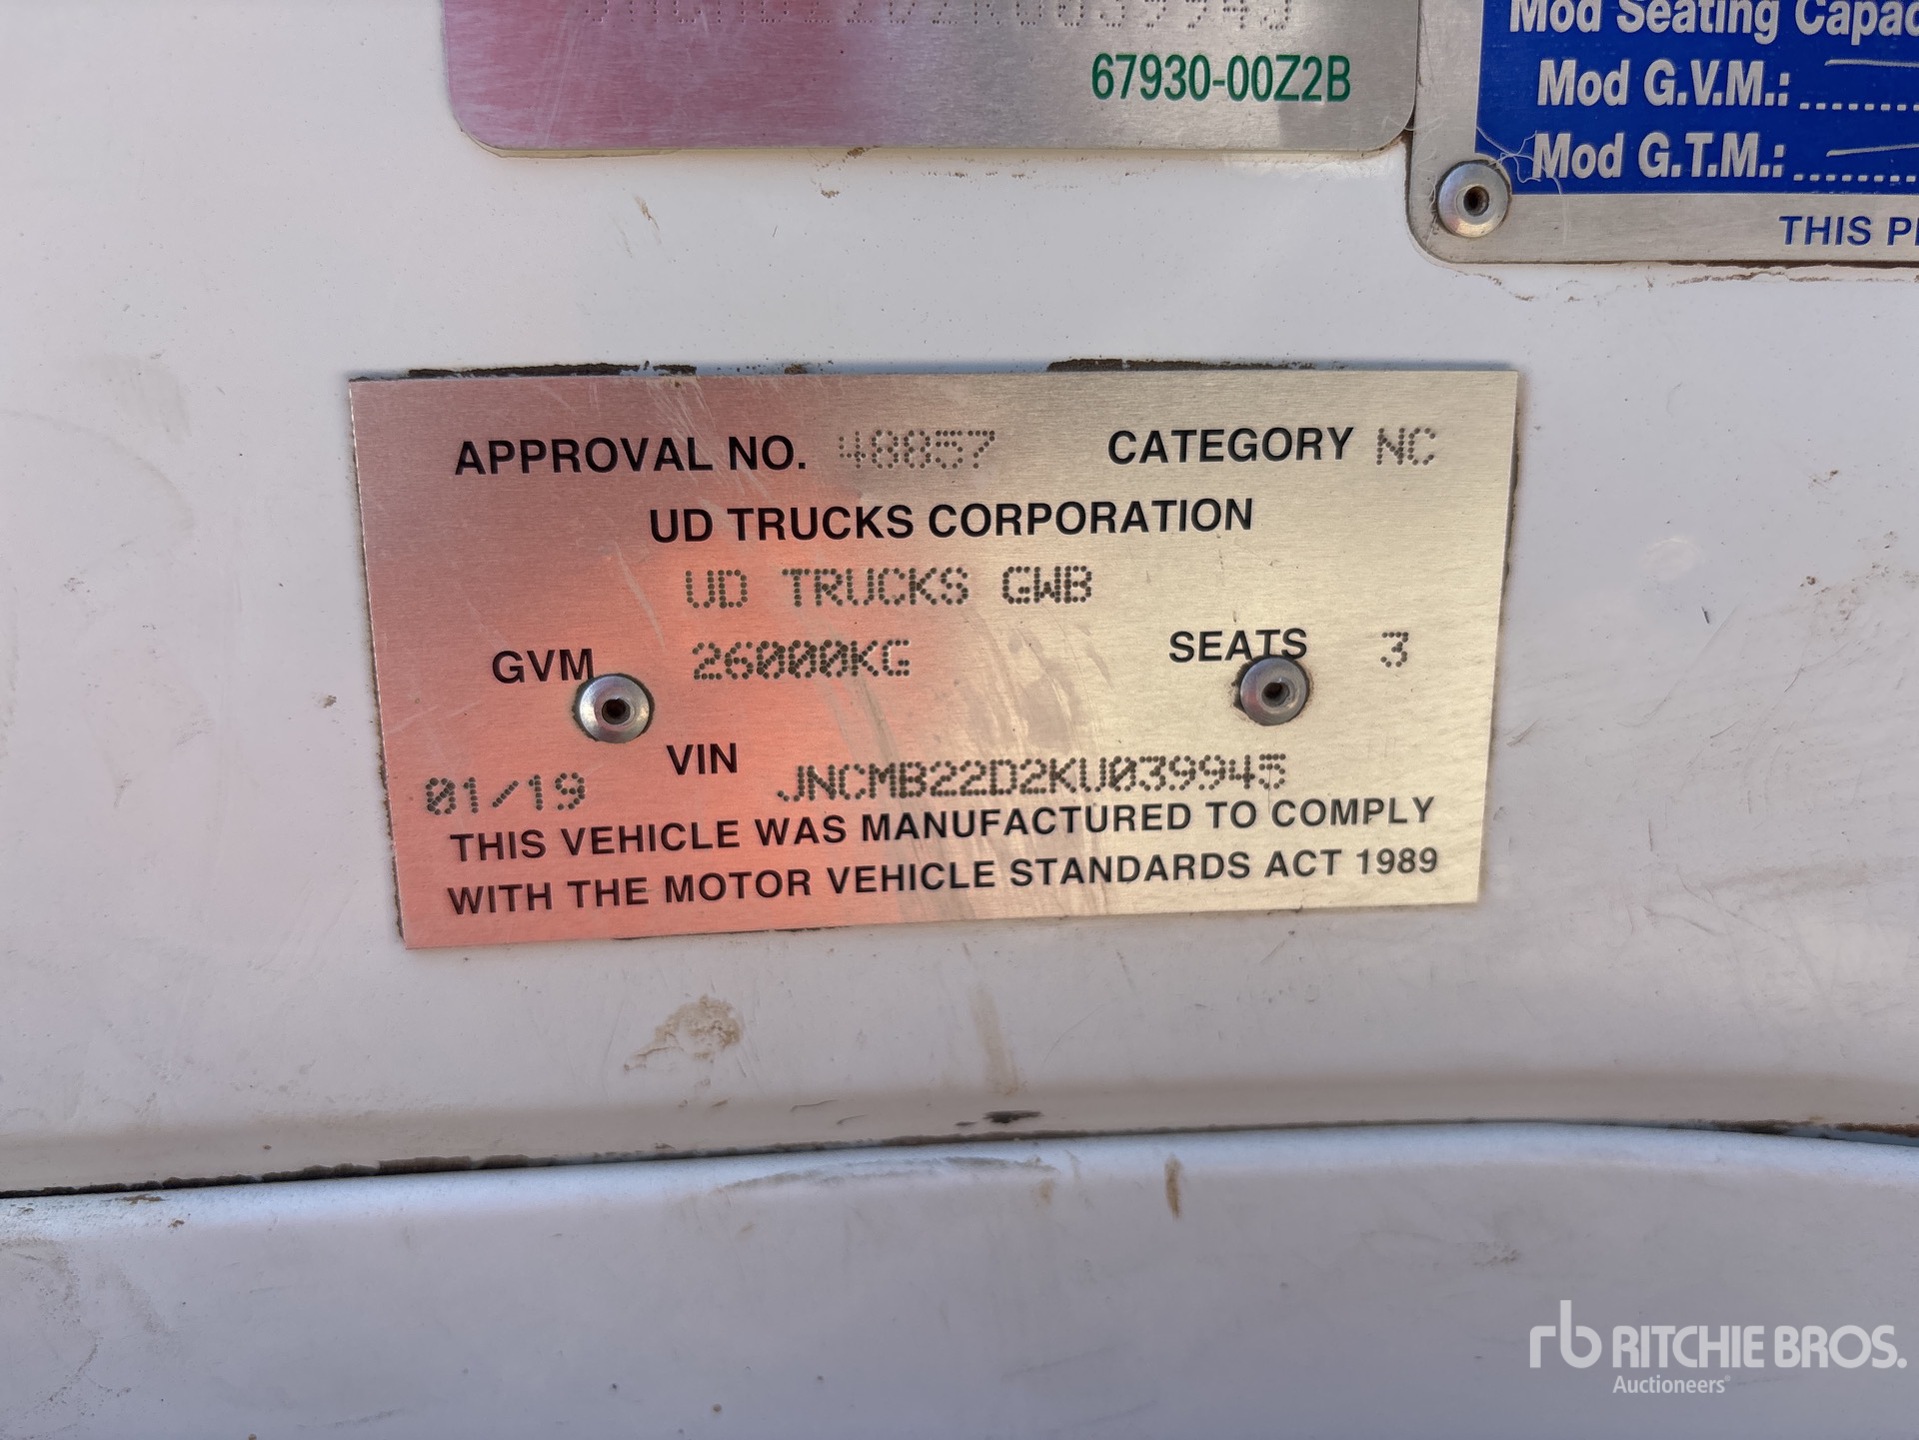 67930-00Z2B
Mod Seating Capac
Mod G.V.M.:
Mod G.T.M.:
THIS
APPROVAL NO. 48857 CATEGORY NC
UD TRUCKS CORPORATION
UD TRUCKS GWB
GVM 26000KG SEATS 3
01/19 VIN JNCMB22D2KU039945
THIS VEHICLE WAS MANUFACTURED TO COMPLY
WITH THE MOTOR VEHICLE STANDARDS ACT 1989
rb RITCHIE BROS.
Auctioneers